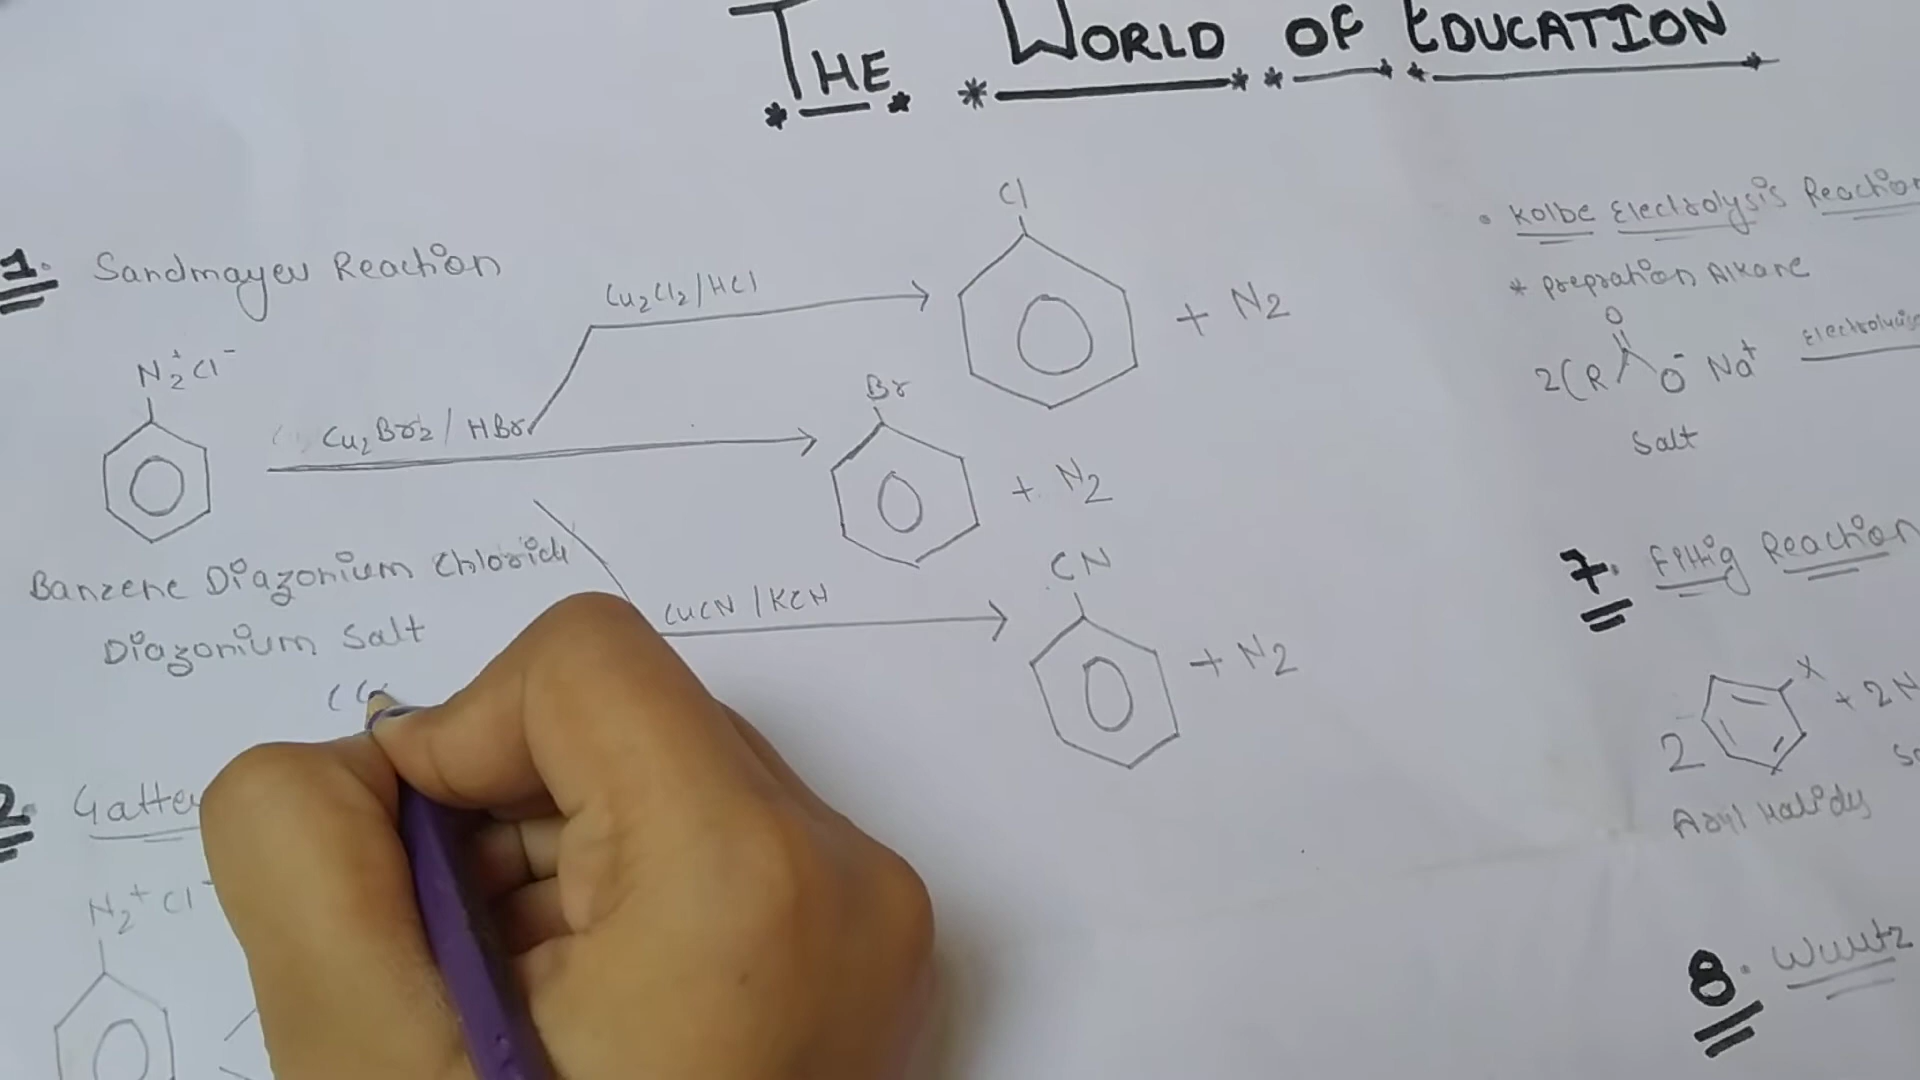 THE WORLD OF EDUCATION
1. Sandmayer Reaction
N2+Cl-
Cu2Cl2/HCl
Cl
+ N2
Cu2Br2/HBr
Br
+ N2
Banzene Diazonium Chloride
Diazonium Salt
CuCN/KCN
CN
+ N2
2. Gatte
N2+Cl-
• Kolbe Electrolysis Reaction
* prepration Alkane
O
2(R O- Na+
Salt
7. Fittig Reaction
X
2 + 2N
Aryl Halides
8. Wurtz